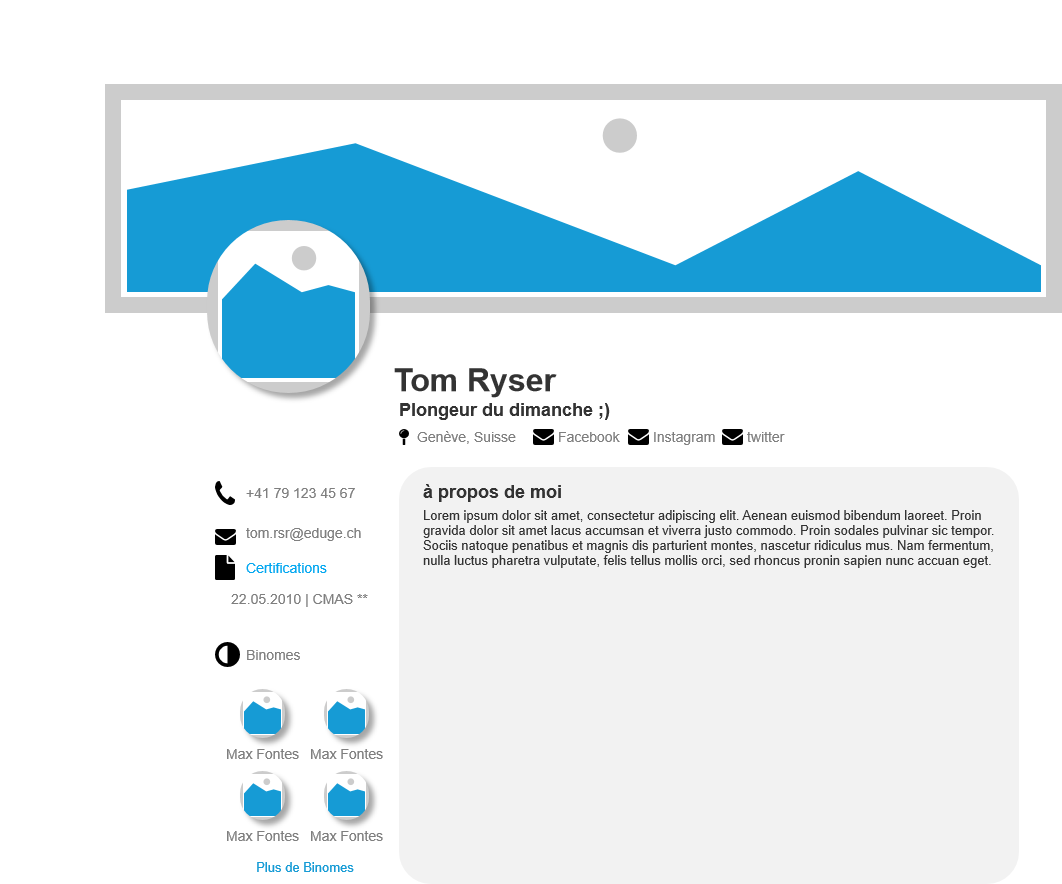 Tom Ryser
Plongeur du dimanche ;)
Genève, Suisse Facebook Instagram twitter
+41 79 123 45 67
tom.rsr@eduge.ch
Certifications
22.05.2010 | CMAS **
Binomes
Max Fontes Max Fontes
Max Fontes Max Fontes
Plus de Binomes
à propos de moi
Lorem ipsum dolor sit amet, consectetur adipiscing elit. Aenean euismod bibendum laoreet. Proin
gravida dolor sit amet lacus accumsan et viverra justo commodo. Proin sodales pulvinar sic tempor.
Sociis natoque penatibus et magnis dis parturient montes, nascetur ridiculus mus. Nam fermentum,
nulla luctus pharetra vulputate, felis tellus mollis orci, sed rhoncus pronin sapien nunc accuan eget.